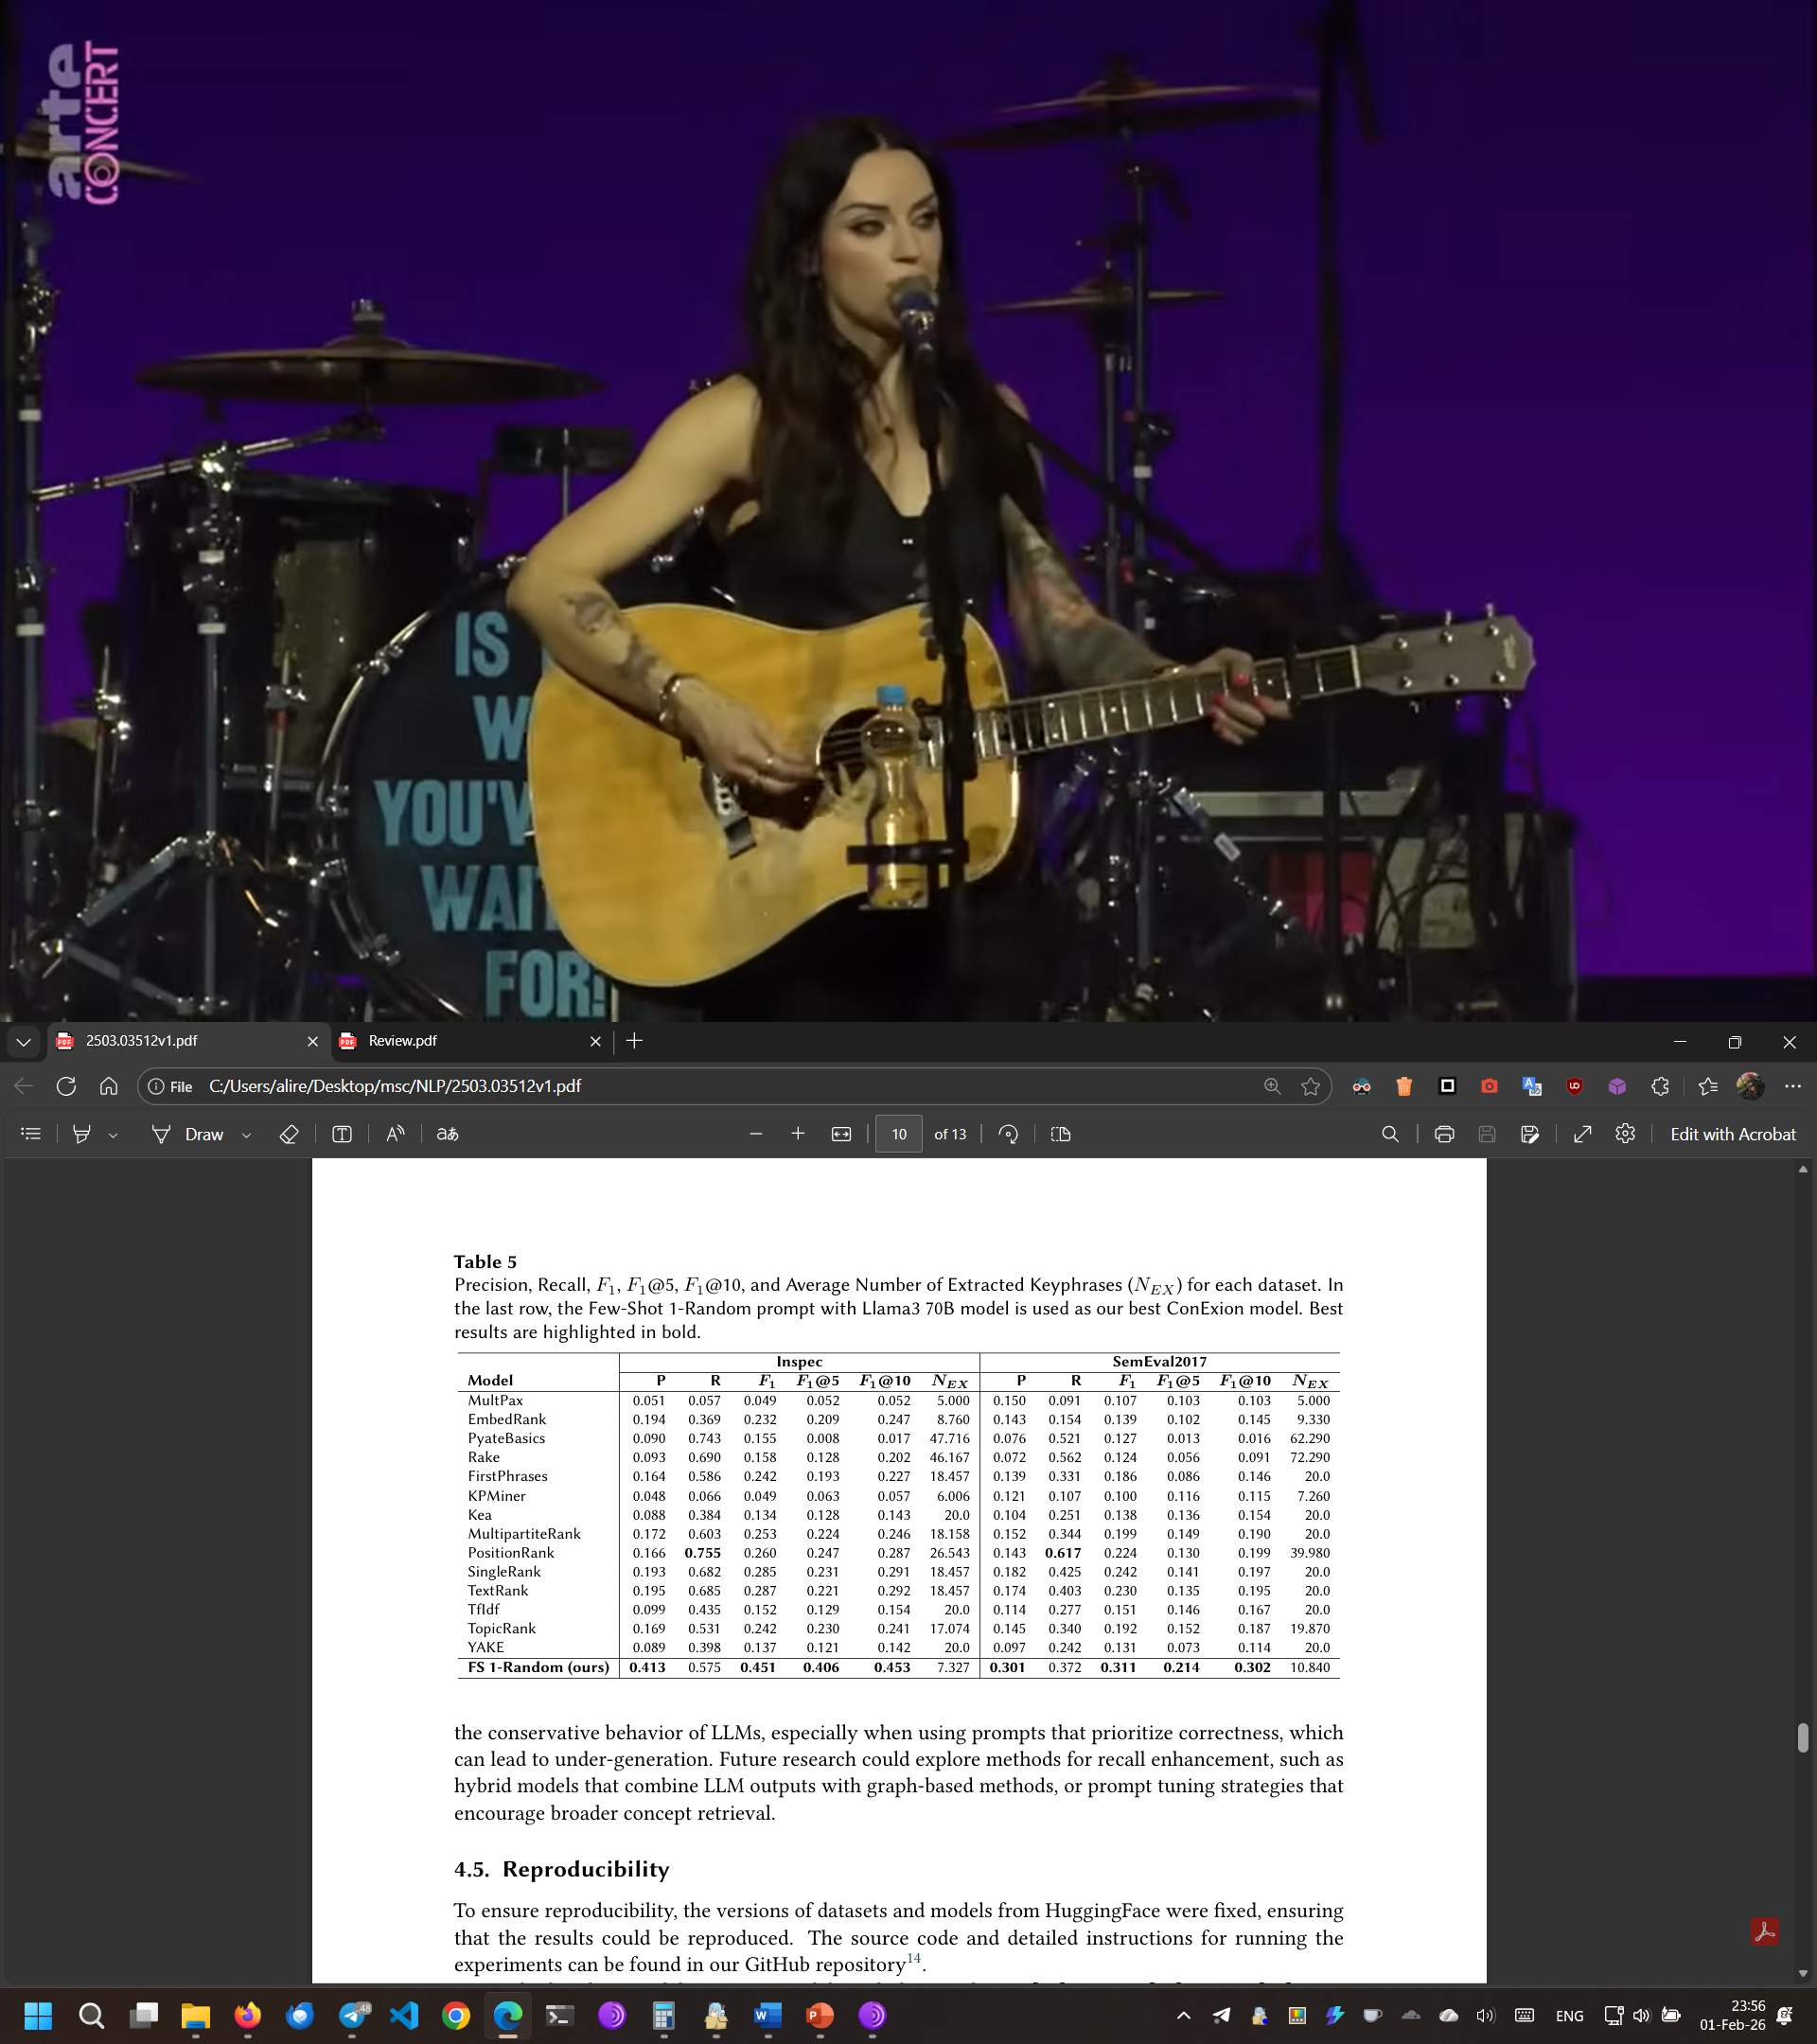 arte
CONCERT
IS
W
YOU'V
WAI
FOR!
2503.03512v1.pdf
Review.pdf
File C:/Users/alire/Desktop/msc/NLP/2503.03512v1.pdf
Draw
10 of 13
Edit with Acrobat
Table 5
Precision, Recall, F1, F1@5, F1@10, and Average Number of Extracted Keyphrases (NEX) for each dataset. In
the last row, the Few-Shot 1-Random prompt with Llama3 70B model is used as our best ConExion model. Best
results are highlighted in bold.
Inspec SemEval2017
Model P R F1 F1@5 F1@10 NEX P R F1 F1@5 F1@10 NEX
MultPax 0.051 0.057 0.049 0.052 0.052 5.000 0.150 0.091 0.107 0.103 0.103 5.000
EmbedRank 0.194 0.369 0.232 0.209 0.247 8.760 0.143 0.154 0.139 0.102 0.145 9.330
PyateBasics 0.090 0.743 0.155 0.008 0.017 47.716 0.076 0.521 0.127 0.013 0.016 62.290
Rake 0.093 0.690 0.158 0.128 0.202 46.167 0.072 0.562 0.124 0.056 0.091 72.290
FirstPhrases 0.164 0.586 0.242 0.193 0.227 18.457 0.139 0.331 0.186 0.086 0.146 20.0
KPMiner 0.048 0.066 0.049 0.063 0.057 6.006 0.121 0.107 0.100 0.116 0.115 7.260
Kea 0.088 0.384 0.134 0.128 0.143 20.0 0.104 0.251 0.138 0.136 0.154 20.0
MultipartiteRank 0.172 0.603 0.253 0.224 0.246 18.158 0.152 0.344 0.199 0.149 0.190 20.0
PositionRank 0.166 0.755 0.260 0.247 0.287 26.543 0.143 0.617 0.224 0.130 0.199 39.980
SingleRank 0.193 0.682 0.285 0.231 0.291 18.457 0.182 0.425 0.242 0.141 0.197 20.0
TextRank 0.195 0.685 0.287 0.221 0.292 18.457 0.174 0.403 0.230 0.135 0.195 20.0
TfIdf 0.099 0.435 0.152 0.129 0.154 20.0 0.114 0.277 0.151 0.146 0.167 20.0
TopicRank 0.169 0.531 0.242 0.230 0.241 17.074 0.145 0.340 0.192 0.152 0.187 19.870
YAKE 0.089 0.398 0.137 0.121 0.142 20.0 0.097 0.242 0.131 0.073 0.114 20.0
FS 1-Random (ours) 0.413 0.575 0.451 0.406 0.453 7.327 0.301 0.372 0.311 0.214 0.302 10.840
the conservative behavior of LLMs, especially when using prompts that prioritize correctness, which
can lead to under-generation. Future research could explore methods for recall enhancement, such as
hybrid models that combine LLM outputs with graph-based methods, or prompt tuning strategies that
encourage broader concept retrieval.
4.5. Reproducibility
To ensure reproducibility, the versions of datasets and models from HuggingFace were fixed, ensuring
that the results could be reproduced. The source code and detailed instructions for running the
experiments can be found in our GitHub repository14.
48
ENG
23:56
01-Feb-26